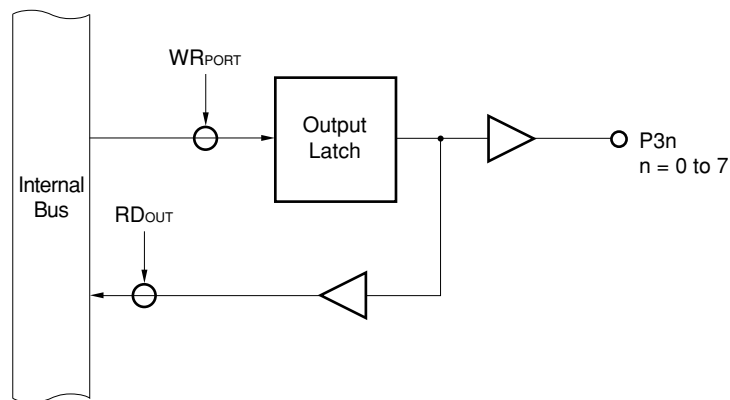 WRPORT
Output
Latch
P3n
n = 0 to 7
Internal
Bus
RDOUT